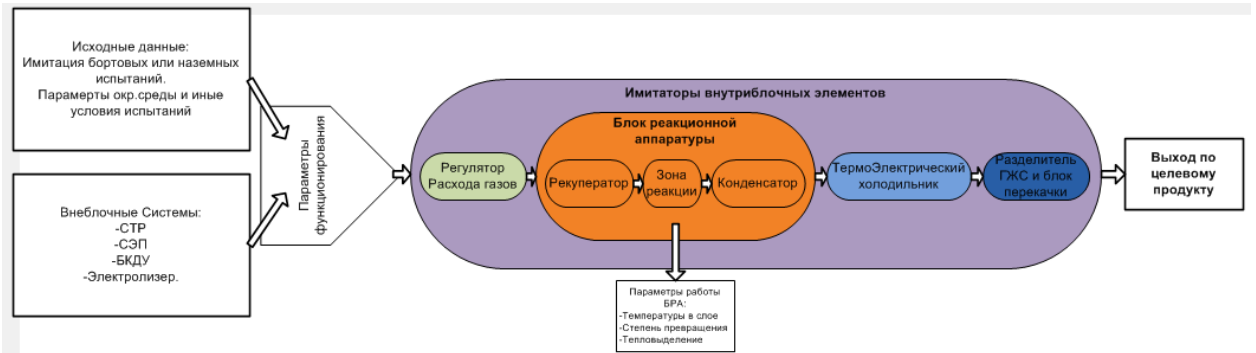 Исходные данные:
Имитация бортовых или наземных
испытаний.
Парамерты окр.среды и иные
условия испытаний
Внеблочные Системы:
-СТР
-СЭП
-БКДУ
-Электролизер.
Параметры
функционирования
Имитаторы внутриблочных элементов
Регулятор
Расхода газов
Блок реакционной
аппаратуры
Рекуператор
Зона
реакции
Конденсатор
Параметры работы
БРА:
-Температуры в слое
-Степень превращения
-Тепловыделение
ТермоЭлектрический
холодильник
Разделитель
ГЖС и блок
перекачки
Выход по
целевому
продукту